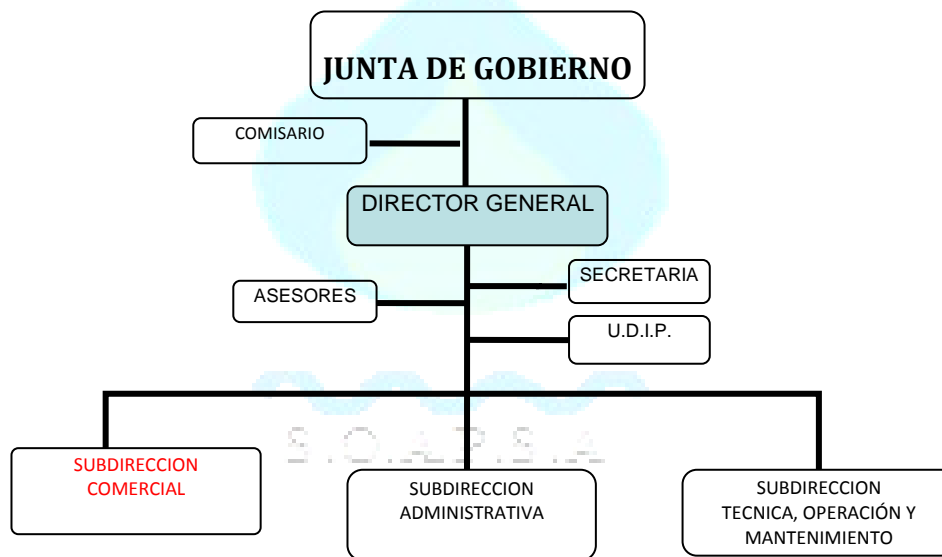 JUNTA DE GOBIERNO
COMISARIO
DIRECTOR GENERAL
SECRETARIA
ASESORES
U.D.I.P.
S.O.A.P.S.A
SUBDIRECCION
COMERCIAL
SUBDIRECCION
ADMINISTRATIVA
SUBDIRECCION
TECNICA, OPERACIÓN Y
MANTENIMIENTO